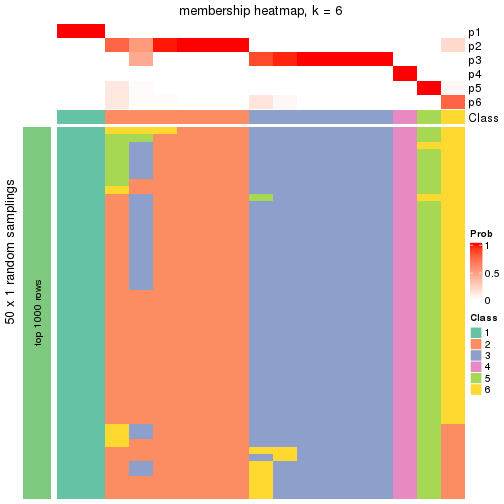 membership heatmap, k = 6
p1
p2
p3
p4
p5
p6
Class
50 x 1 random samplings
top 1000 rows
Prob
1
0.5
0
Class
1
2
3
4
5
6